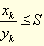 x_k / y_k ≤ S